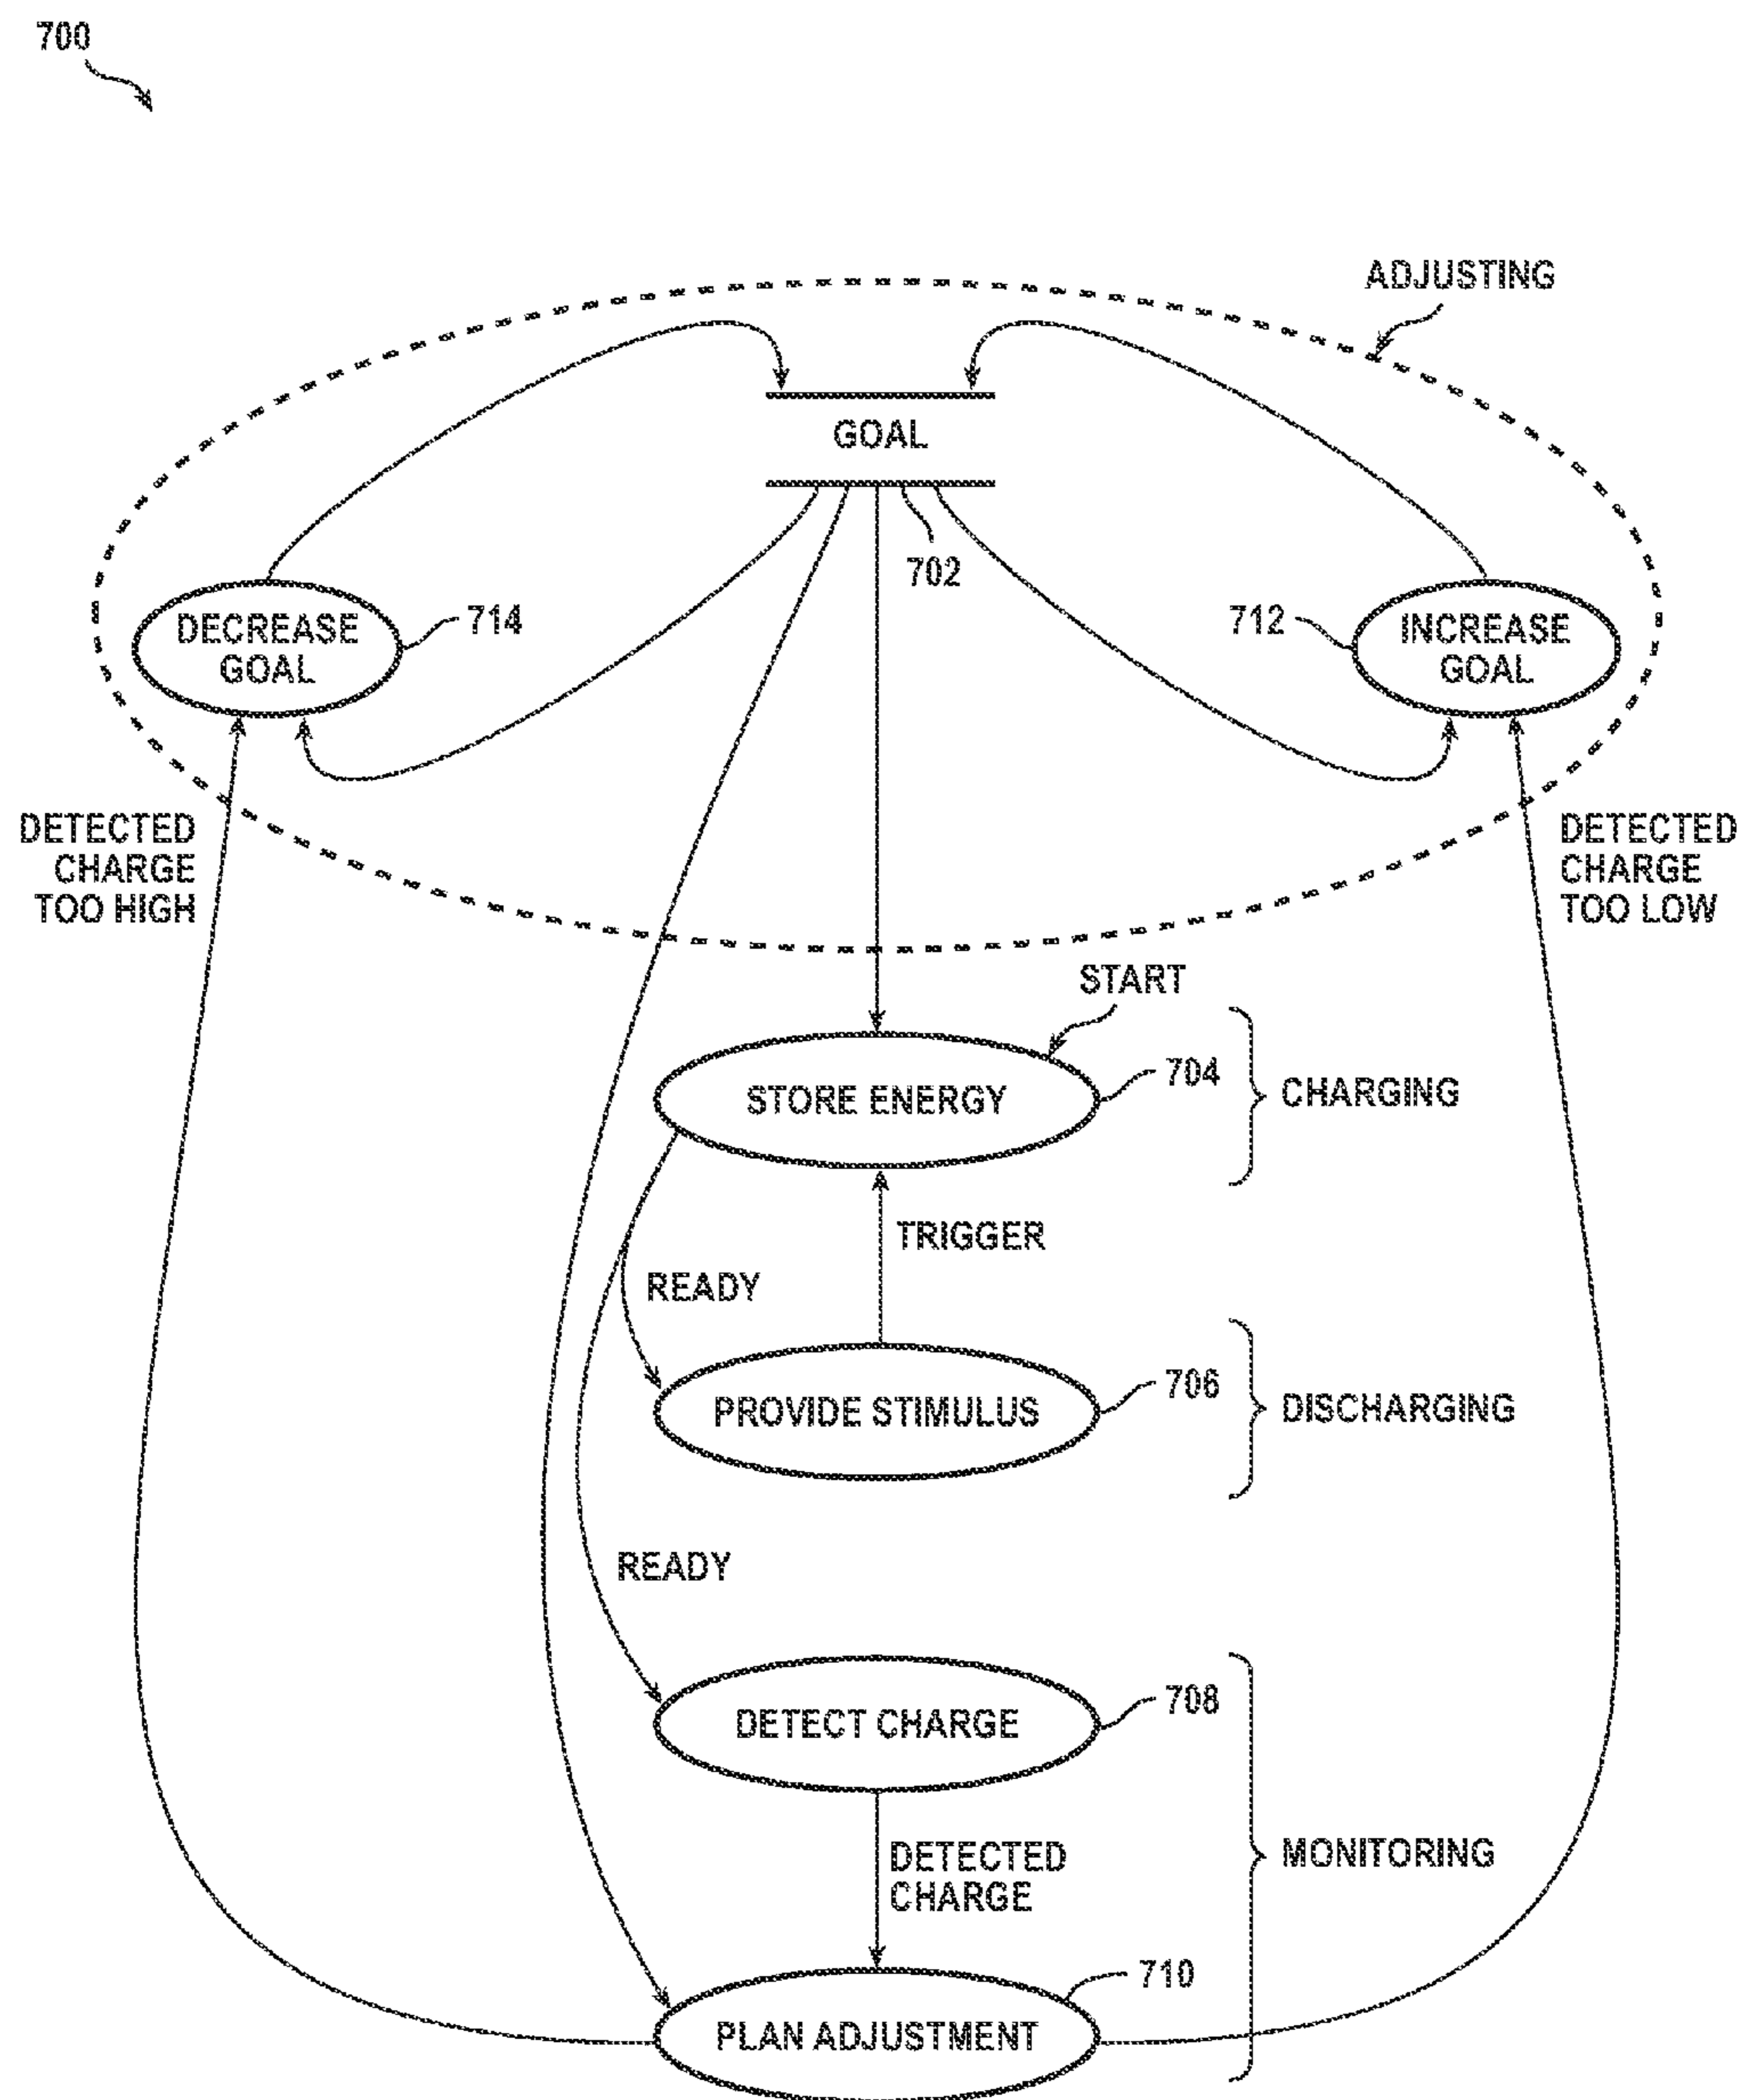 700
ADJUSTING
GOAL
702
DECREASE
GOAL
714
712
INCREASE
GOAL
DETECTED
CHARGE
TOO HIGH
DETECTED
CHARGE
TOO LOW
START
STORE ENERGY
704
CHARGING
TRIGGER
READY
PROVIDE STIMULUS
706
DISCHARGING
READY
DETECT CHARGE
708
DETECTED
CHARGE
MONITORING
710
PLAN ADJUSTMENT